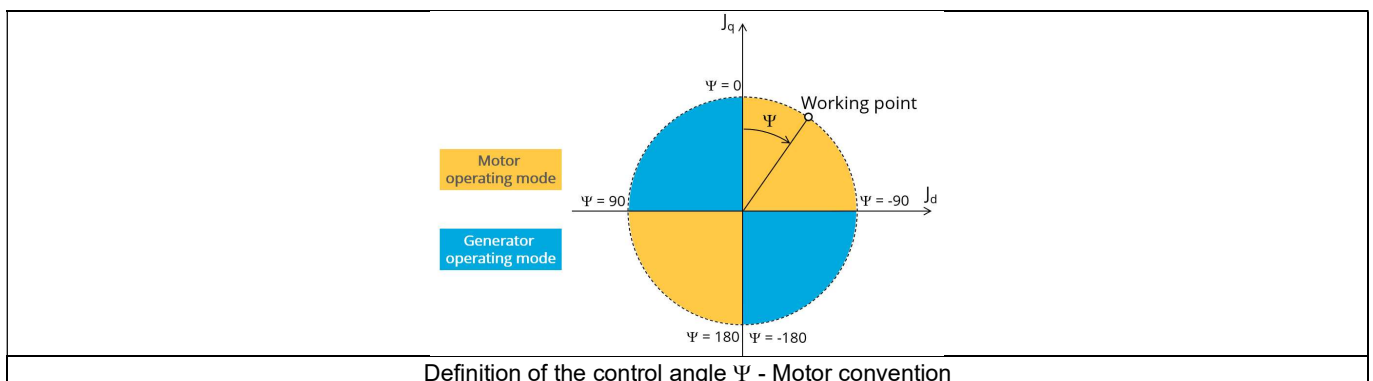 Jq
Ψ = 0
Working point
Ψ
Motor
operating mode
Ψ = 90
Ψ = -90
Jd
Generator
operating mode
Ψ = 180
Ψ = -180
Definition of the control angle Ψ - Motor convention